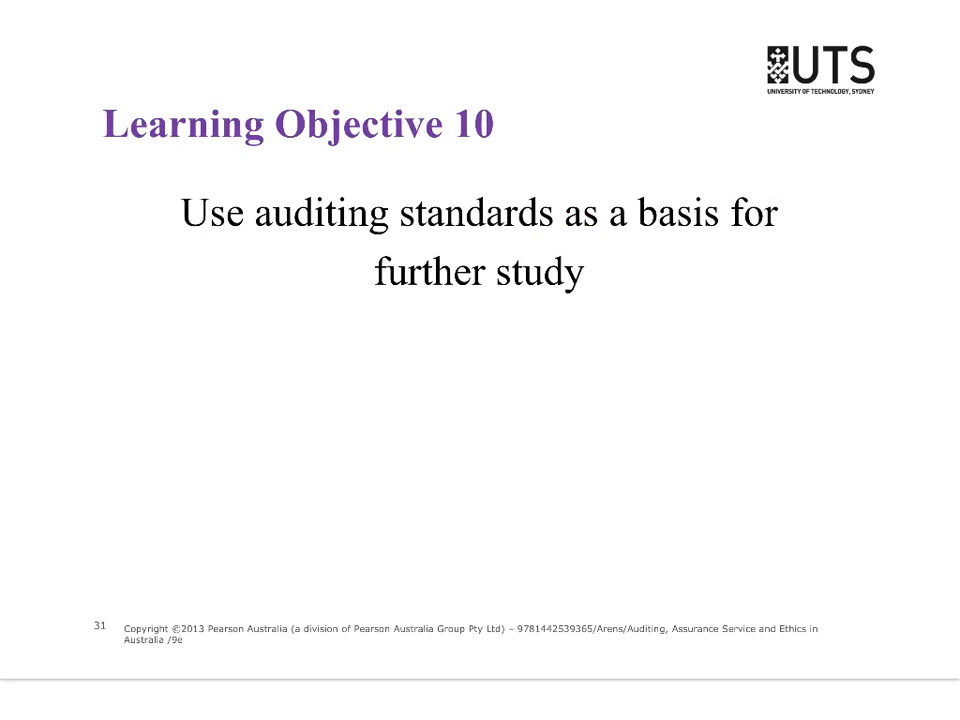 UTS
UNIVERSITY OF TECHNOLOGY, SYDNEY
Learning Objective 10
Use auditing standards as a basis for
further study
31
Copyright ©2013 Pearson Australia (a division of Pearson Australia Group Pty Ltd) – 9781442539365/Arens/Auditing, Assurance Service and Ethics in
Australia /9e